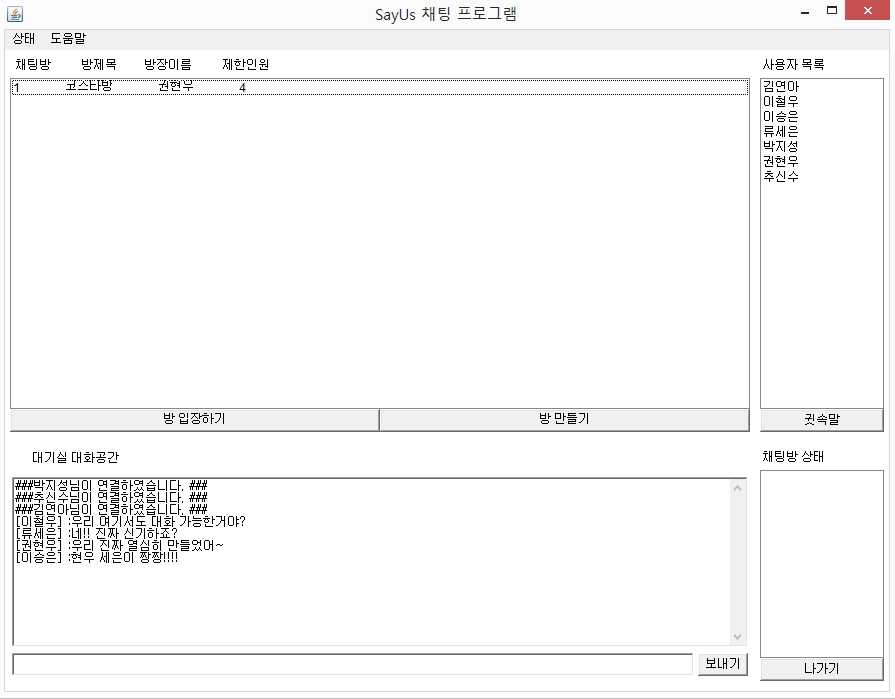 SayUs 채팅 프로그램
상태 도움말
채팅방 방제목 방장이름 제한인원
1 코스타방 권현우 4
방 입장하기 방 만들기
사용자 목록
김연아
이철우
이승은
류세은
박지성
권현우
추신수
귓속말
대기실 대화공간
###박지성님이 연결하였습니다. ###
###추신수님이 연결하였습니다. ###
###김연아님이 연결하였습니다. ###
[이철우] :우리 여기서도 대화 가능한거야?
[류세은] :네!! 진짜 신기하죠?
[권현우] :우리 진짜 열심히 만들었어~
[이승은] :현우 세은이 짱짱!!!!
보내기
채팅방 상태
나가기